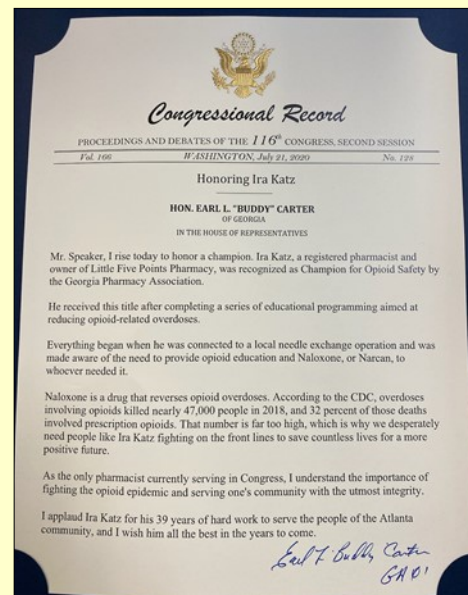 Congressional Record
PROCEEDINGS AND DEBATES OF THE 116th CONGRESS, SECOND SESSION
Vol. 166 WASHINGTON, July 21, 2020 No. 128
Honoring Ira Katz
HON. EARL L. "BUDDY" CARTER
OF GEORGIA
IN THE HOUSE OF REPRESENTATIVES
Mr. Speaker, I rise today to honor a champion. Ira Katz, a registered pharmacist and
owner of Little Five Points Pharmacy, was recognized as Champion for Opioid Safety by
the Georgia Pharmacy Association.
He received this title after completing a series of educational programming aimed at
reducing opioid-related overdoses.
Everything began when he was connected to a local needle exchange operation and was
made aware of the need to provide opioid education and Naloxone, or Narcan, to
whoever needed it.
Naloxone is a drug that reverses opioid overdoses. According to the CDC, overdoses
involving opioids killed nearly 47,000 people in 2018, and 32 percent of those deaths
involved prescription opioids. That number is far too high, which is why we desperately
need people like Ira Katz fighting on the front lines to save countless lives for a more
positive future.
As the only pharmacist currently serving in Congress, I understand the importance of
fighting the opioid epidemic and serving one's community with the utmost integrity.
I applaud Ira Katz for his 39 years of hard work to serve the people of the Atlanta
community, and I wish him all the best in the years to come.
Earl L. Buddy Carter
GA 01